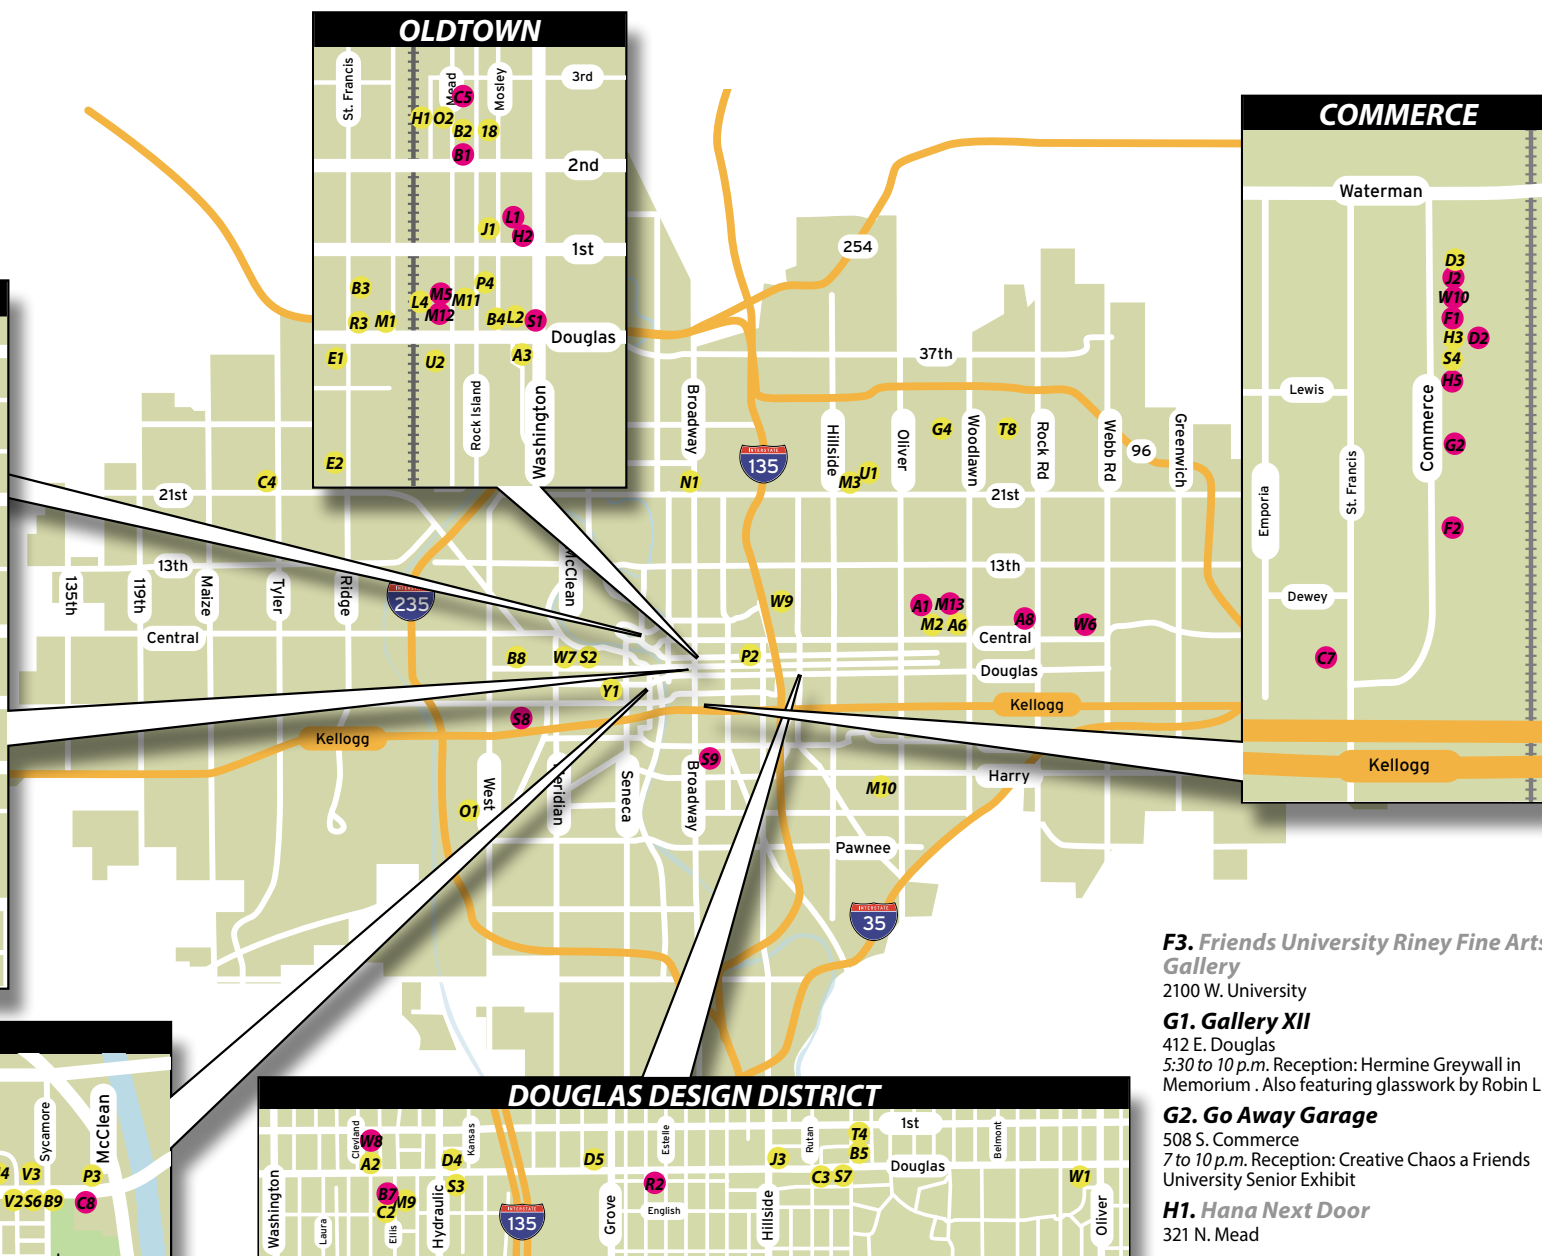 OLDTOWN
St. Francis
Mead
Mosley
3rd
C5
H1 O2
B2 18
B1
2nd
L1
J1
H2
1st
B3
P4
L4 M5 M11
M12
R3 M1
B4 L2 S1
Douglas
E1
U2
A3
Rock Island
Washington
E2
COMMERCE
Waterman
D3
J2
W10
F1
H3 D2
S4
H5
Lewis
Commerce
G2
St. Francis
Emporia
F2
Dewey
C7
Kellogg
254
37th
Broadway
INTERSTATE
135
Hillside
Oliver
G4
Woodlawn
T8
Rock Rd
Webb Rd
96
Greenwich
C4
N1
M3 U1
21st
21st
13th
McClean
13th
135th
119th
Maize
Tyler
Ridge
INTERSTATE
235
W9
A1 M13
M2 A6
A8
W6
Central
Central
B8
W7 S2
P2
Douglas
Y1
S8
Kellogg
Kellogg
S9
West
Meridian
Seneca
Broadway
M10
Harry
O1
Pawnee
INTERSTATE
35
F3. Friends University Riney Fine Arts
Gallery
2100 W. University
G1. Gallery XII
412 E. Douglas
5:30 to 10 p.m. Reception: Hermine Greywall in
Memorium . Also featuring glasswork by Robin L
G2. Go Away Garage
508 S. Commerce
7 to 10 p.m. Reception: Creative Chaos a Friends
University Senior Exhibit
H1. Hana Next Door
321 N. Mead
Sycamore
McClean
4 V3
P3
V2 S6 B9
C8
DOUGLAS DESIGN DISTRICT
Clevland
W8
Kansas
A2
D4
D5
Estelle
J3
Rutan
T4
B5
1st
Belmont
Douglas
S3
R2
C3 S7
W1
B7
M9
C2
Washington
Laura
Ellis
Hydraulic
INTERSTATE
135
Grove
English
Hillside
Oliver